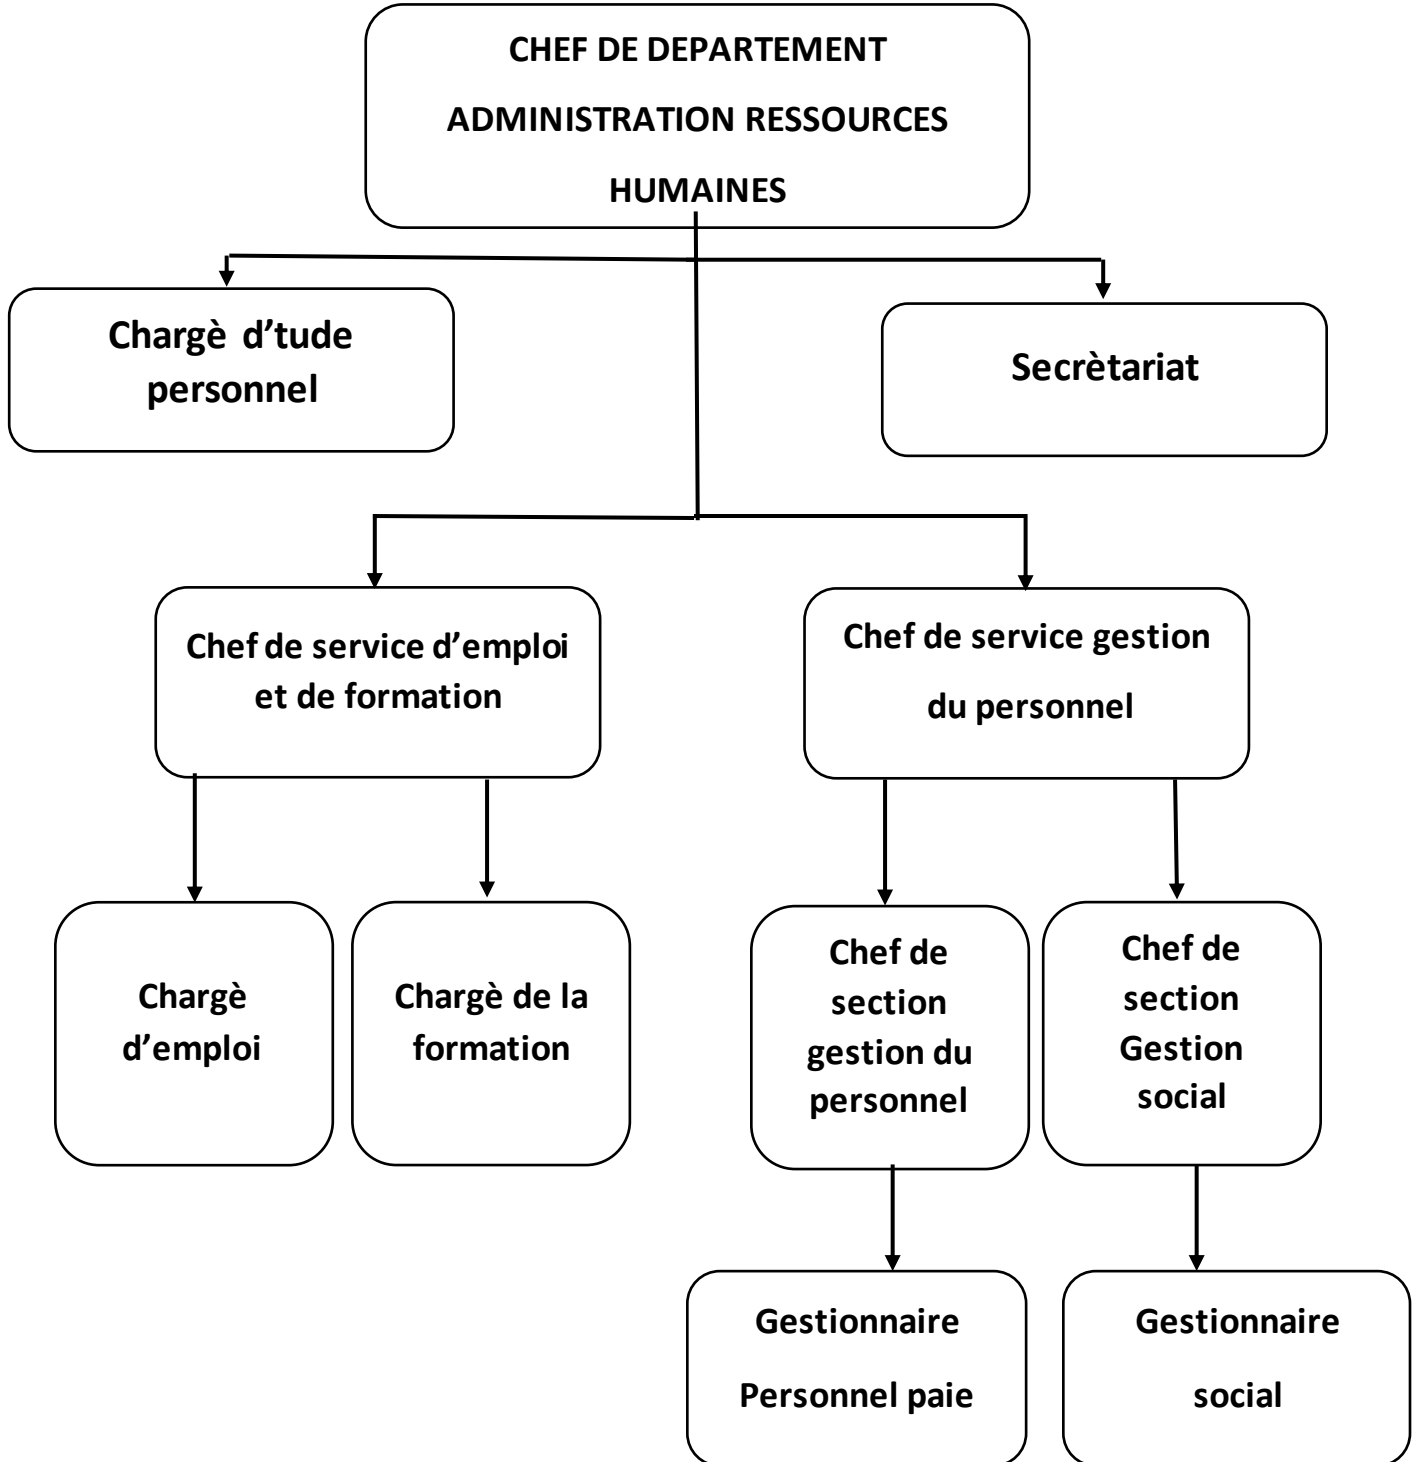 CHEF DE DEPARTEMENT
ADMINISTRATION RESSOURCES
HUMAINES
Chargè d’tude
personnel
Secrètariat
Chef de service d’emploi
et de formation
Chef de service gestion
du personnel
Chargè
d’emploi
Chargè de la
formation
Chef de
section
gestion du
personnel
Chef de
section
Gestion
social
Gestionnaire
Personnel paie
Gestionnaire
social